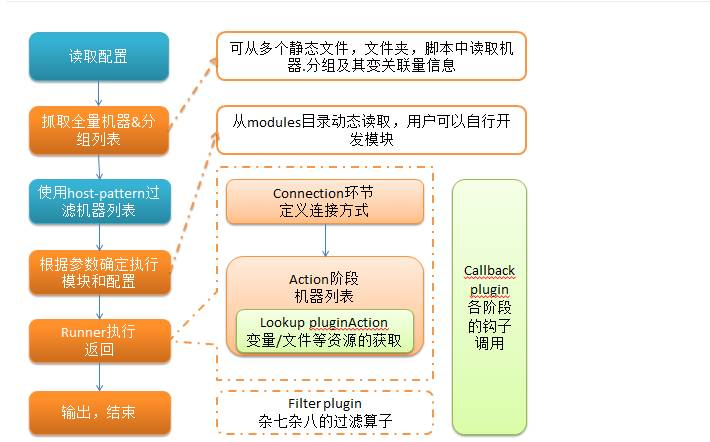 读取配置
可从多个静态文件，文件夹，脚本中读取机
器.分组及其变关联量信息
抓取全量机器&分
组列表
从modules目录动态读取，用户可以自行开
发模块
使用host-pattern过
滤机器列表
Connection环节
定义连接方式
根据参数确定执行
模块和配置
Action阶段
机器列表
Lookup pluginAction
变量/文件等资源的获取
Callback
plugin
各阶段
的钩子
调用
Runner执行
返回
输出，结束
Filter plugin
杂七杂八的过滤算子